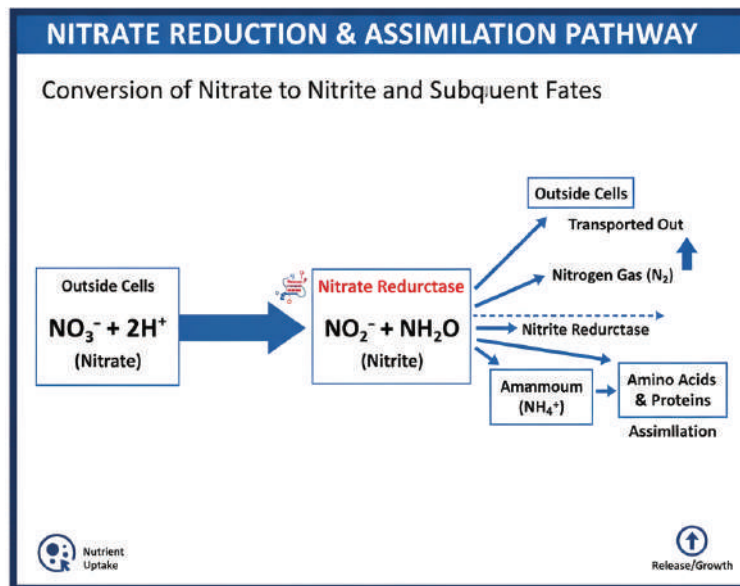 NITRATE REDUCTION & ASSIMILATION PATHWAY
Conversion of Nitrate to Nitrite and Subquent Fates
Outside Cells
NO₃⁻ + 2H⁺
(Nitrate)
Nitrate Redurctase
NO₂⁻ + NH₂O
(Nitrite)
Outside Cells
Transported Out
Nitrogen Gas (N₂)
Nitrite Redurctase
Amanmoum
(NH₄⁺)
Amino Acids
& Proteins
Assimllation
Nutrient
Uptake
Release/Growth